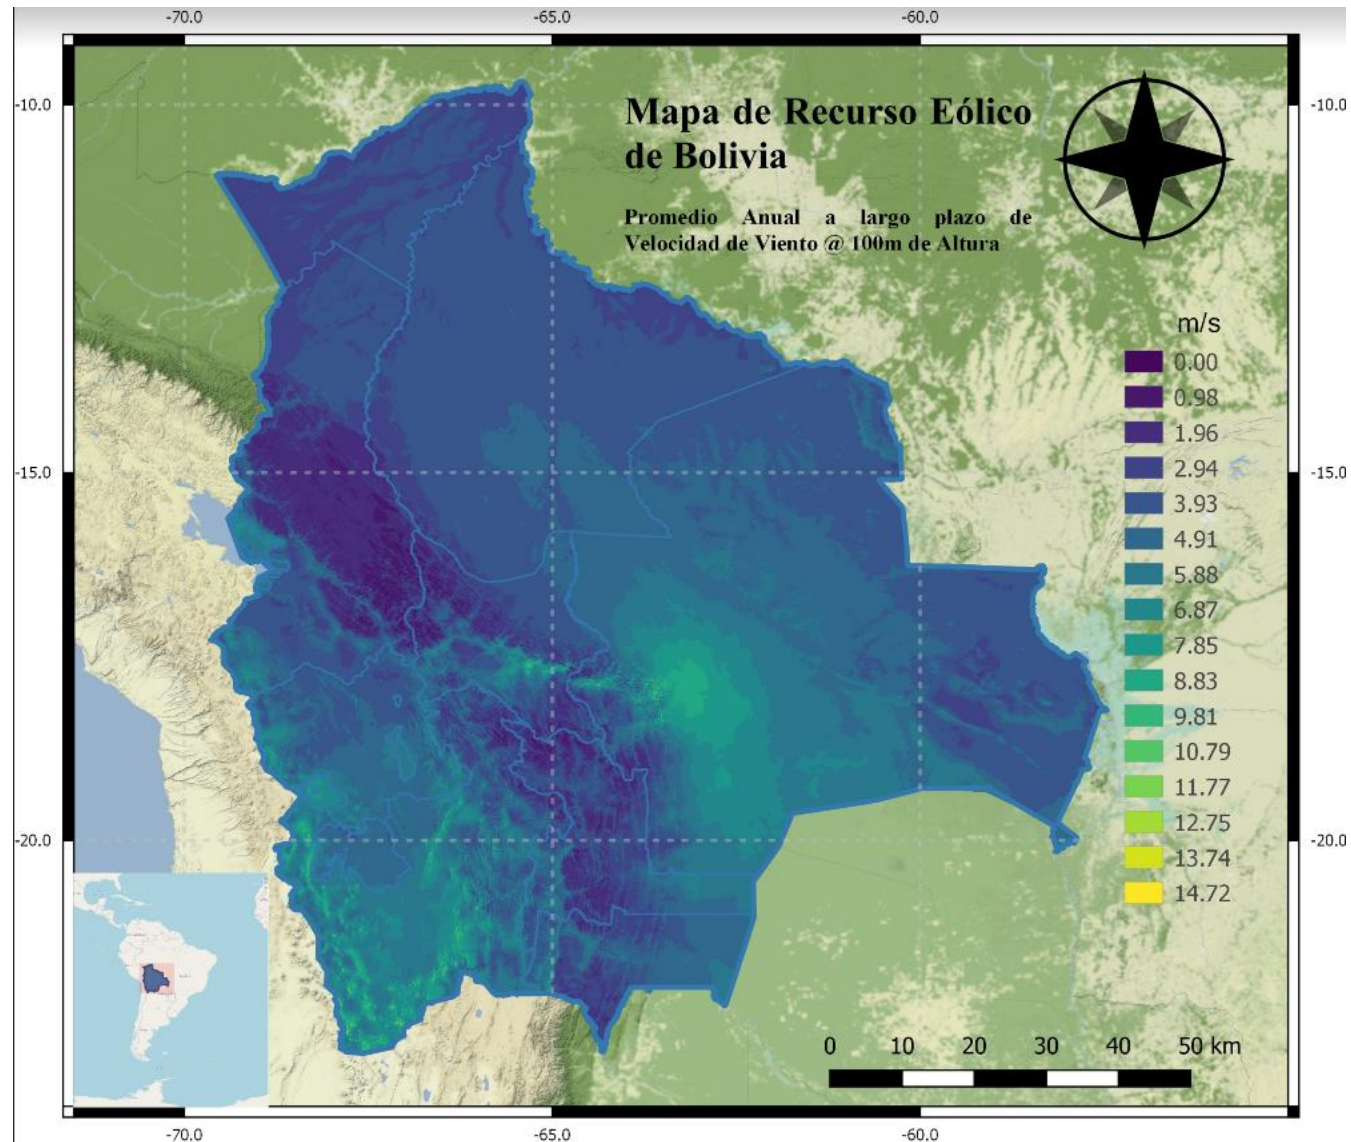 -70.0 -65.0 -60.0
-10.0 -10.0
Mapa de Recurso Eólico
de Bolivia
Promedio Anual a largo plazo de
Velocidad de Viento @ 100m de Altura
m/s
0.00
0.98
1.96
2.94
3.93
4.91
5.88
6.87
7.85
8.83
9.81
10.79
11.77
12.75
13.74
14.72
-15.0 -15.0
-20.0 -20.0
0 10 20 30 40 50 km
-70.0 -65.0 -60.0